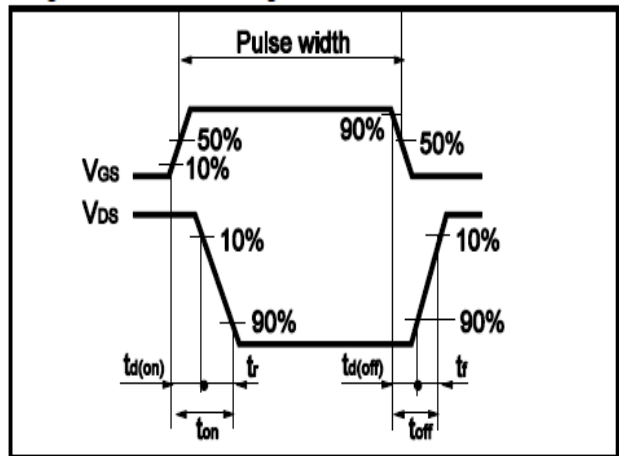 Pulse width
90%
50%
50%
VGS
10%
VDS
10%
10%
90%
90%
td(on)
tr
td(off)
tf
ton
toff